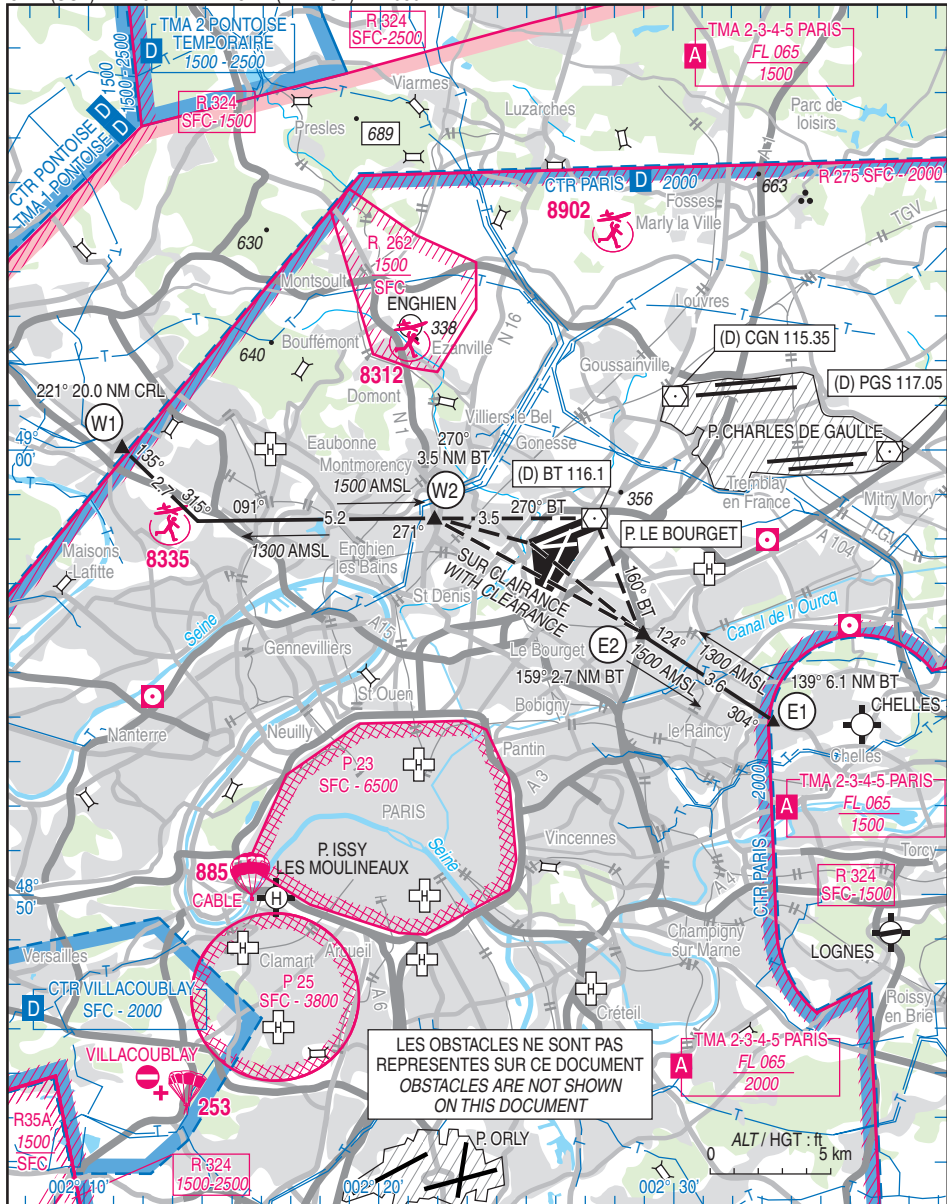 TMA 2 PONTOISE
TEMPORAIRE
1500 - 2500
D
R 324
SFC-2500
A
TMA 2-3-4-5 PARIS
FL 065
1500
1500
1500 - 2500
CTR PONTOISE D
TMA 1 PONTOISE D
R 324
SFC-1500
Viarmes
Luzarches
Parc de
loisirs
Presles
689
A 1
CTR PARIS D 2000
663
R 275 SFC - 2000
8902
Fosses
Marly la Ville
TGV
630
R 262
1500
SFC
Montsoult
ENGHIEN
338
N 16
Louvres
640
Bouffémont
Ezanville
8312
Goussainville
(D) CGN 115.35
Domont
(D) PGS 117.05
221° 20.0 NM CRL
W1
N 1
Villiers le Bel
P. CHARLES DE GAULLE
49°
00'
Eaubonne
Montmorency
270°
3.5 NM BT
Gonesse
(D) BT 116.1
1500 AMSL
W2
Tremblay
en France
Mitry Mory
135°
2.7
315°
091°
5.2
271°
3.5
270° BT
356
P. LE BOURGET
8335
1300 AMSL
Enghien
les Bains
SUR CLAIRANCE
WITH CLEARANCE
160° BT
A 104
Maisons
Laffitte
Seine
A15
St Denis
Gennevilliers
Le Bourget
E2
124°
Canal de l'Ourcq
1300 AMSL
1500 AMSL
3.6
304°
159° 2.7 NM BT
139° 6.1 NM BT
E1
CHELLES
St Ouen
Bobigny
Neuilly
Nanterre
Pantin
le Raincy
Chelles
P 23
SFC - 6500
A 3
PARIS
CTR PARIS 2000
TMA 2-3-4-5 PARIS
A
FL 065
1500
P. ISSY
LES MOULINEAUX
Seine
Vincennes
Torcy
885
CABLE
H
48°
50'
A 4
R 324
SFC-1500
Versailles
Clamart
Arcueil
Champigny
sur Marne
LOGNES
P 25
SFC - 3800
A 6
D
CTR VILLACOUBLAY
SFC - 2000
Créteil
Roissy
en Brie
LES OBSTACLES NE SONT PAS
REPRESENTES SUR CE DOCUMENT
OBSTACLES ARE NOT SHOWN
ON THIS DOCUMENT
A
TMA 2-3-4-5 PARIS
FL 065
2000
VILLACOUBLAY
253
R35A
1500
SFC
P. ORLY
ALT / HGT : ft
0 5 km
R 324
1500-2500
002° 10'
002° 20'
002° 30'